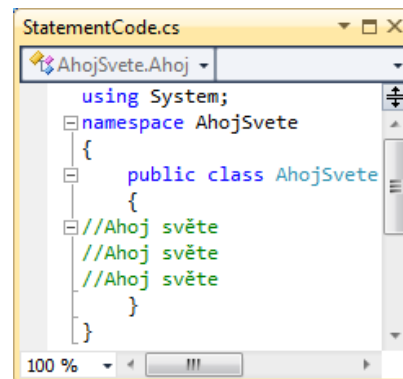 StatementCode.cs
AhojSvete.Ahoj
using System;
namespace AhojSvete
{
public class AhojSvete
{
//Ahoj světe
//Ahoj světe
//Ahoj světe
}
}
100 %